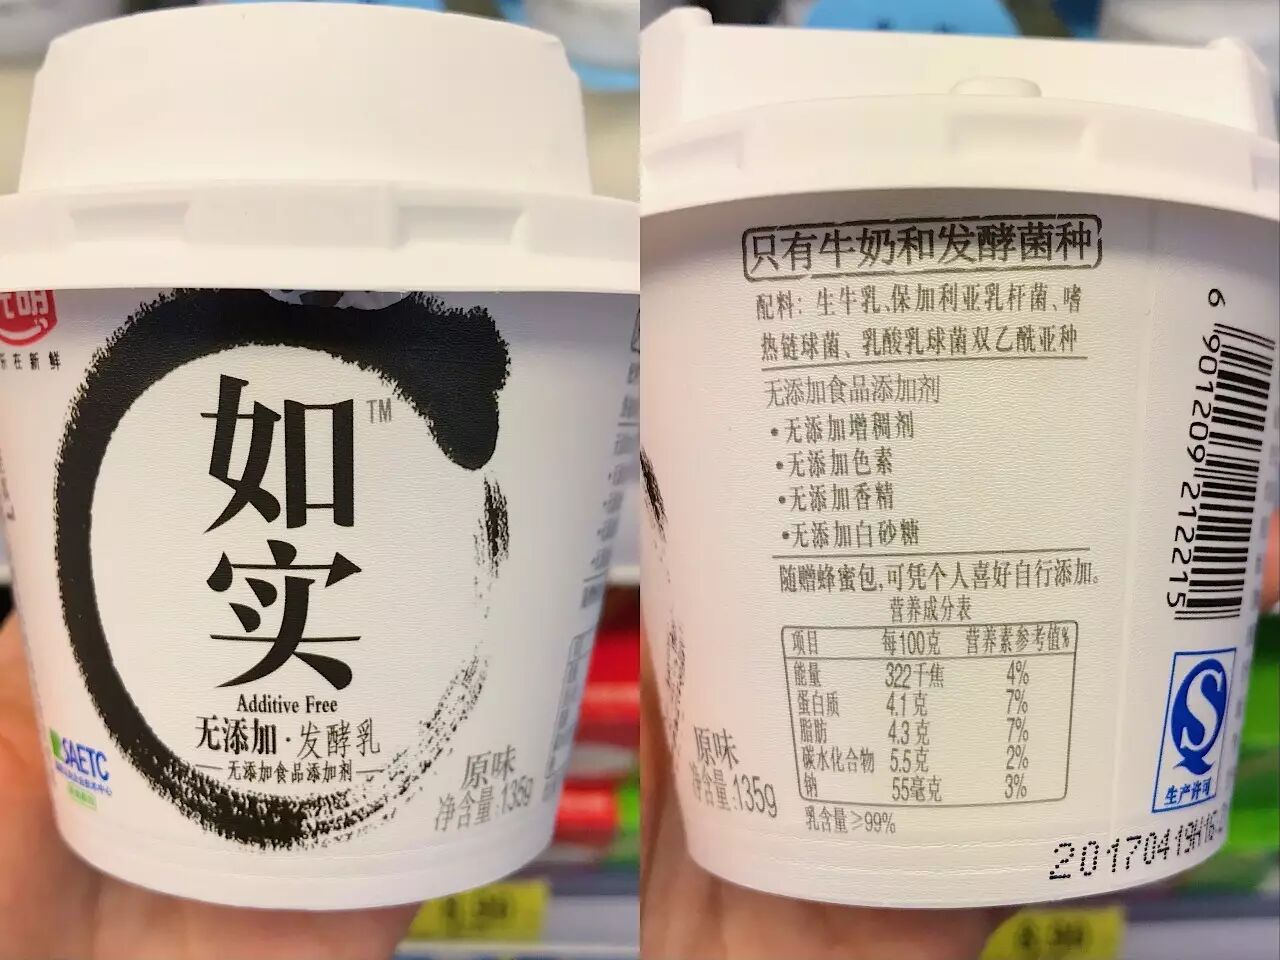 光明
乐在新鲜
如
实
TM
Additive Free
无添加·发酵乳
无添加食品添加剂
SAETC
原味
净含量:135g
只有牛奶和发酵菌种
配料: 生牛乳、保加利亚乳杆菌、嗜
热链球菌、乳酸乳球菌双乙酰亚种
无添加食品添加剂
•无添加增稠剂
•无添加色素
•无添加香精
•无添加白砂糖
随赠蜂蜜包,可凭个人喜好自行添加。
营养成分表
项目 每100克 营养素参考值%
能量 322千焦 4%
蛋白质 4.1克 7%
脂肪 4.3克 7%
碳水化合物 5.5克 2%
钠 55毫克 3%
乳含量≥99%
原味
净含量:135g
6 901209 212215
生产许可
20170419H16